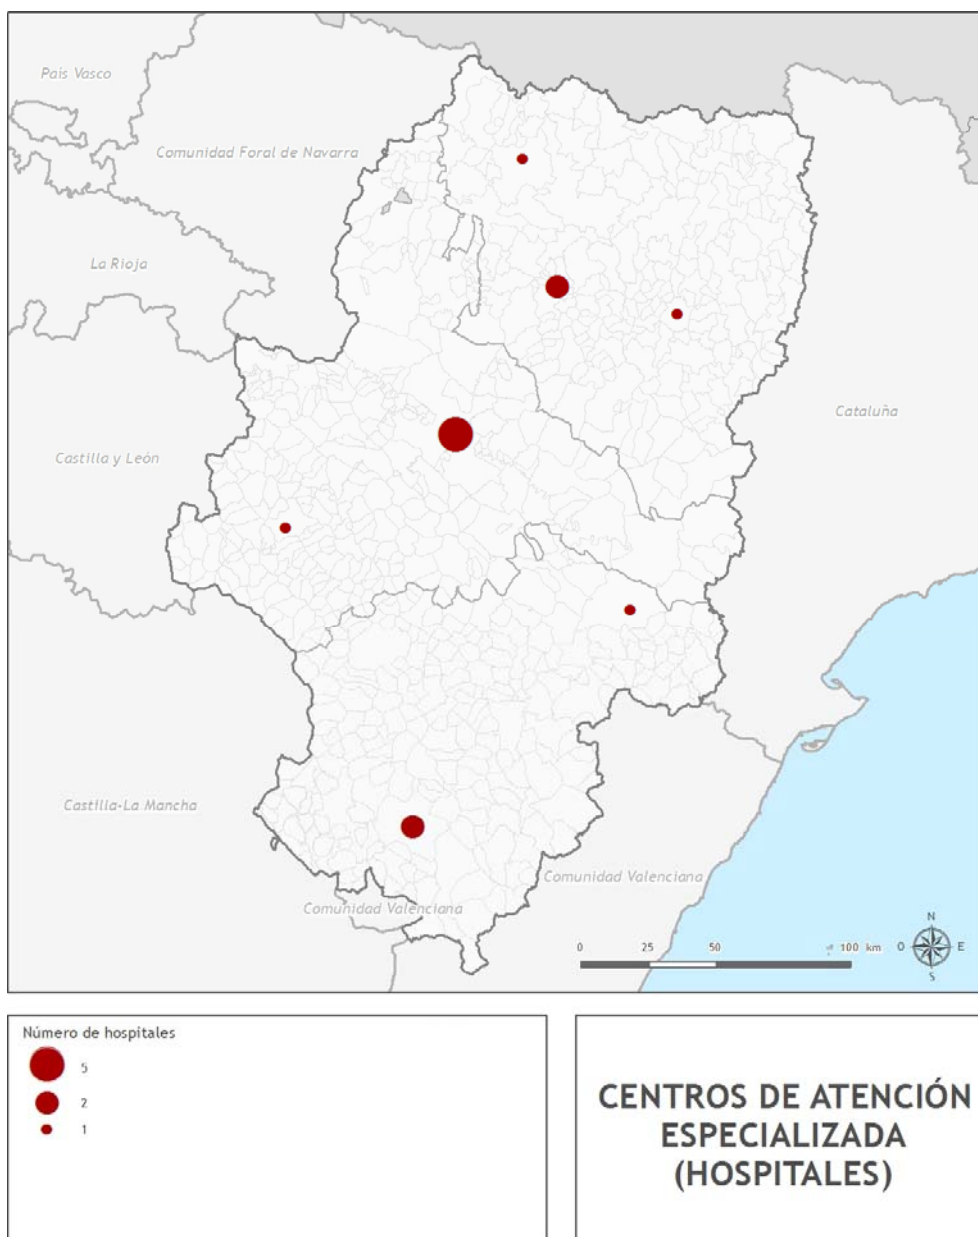 País Vasco
Comunidad Foral de Navarra
La Rioja
Cataluña
Castilla y León
Castilla-La Mancha
Comunidad Valenciana
Comunidad Valenciana
N
O
E
S
0 25 50 100 km
Número de hospitales
5
2
1
CENTROS DE ATENCIÓN
ESPECIALIZADA
(HOSPITALES)